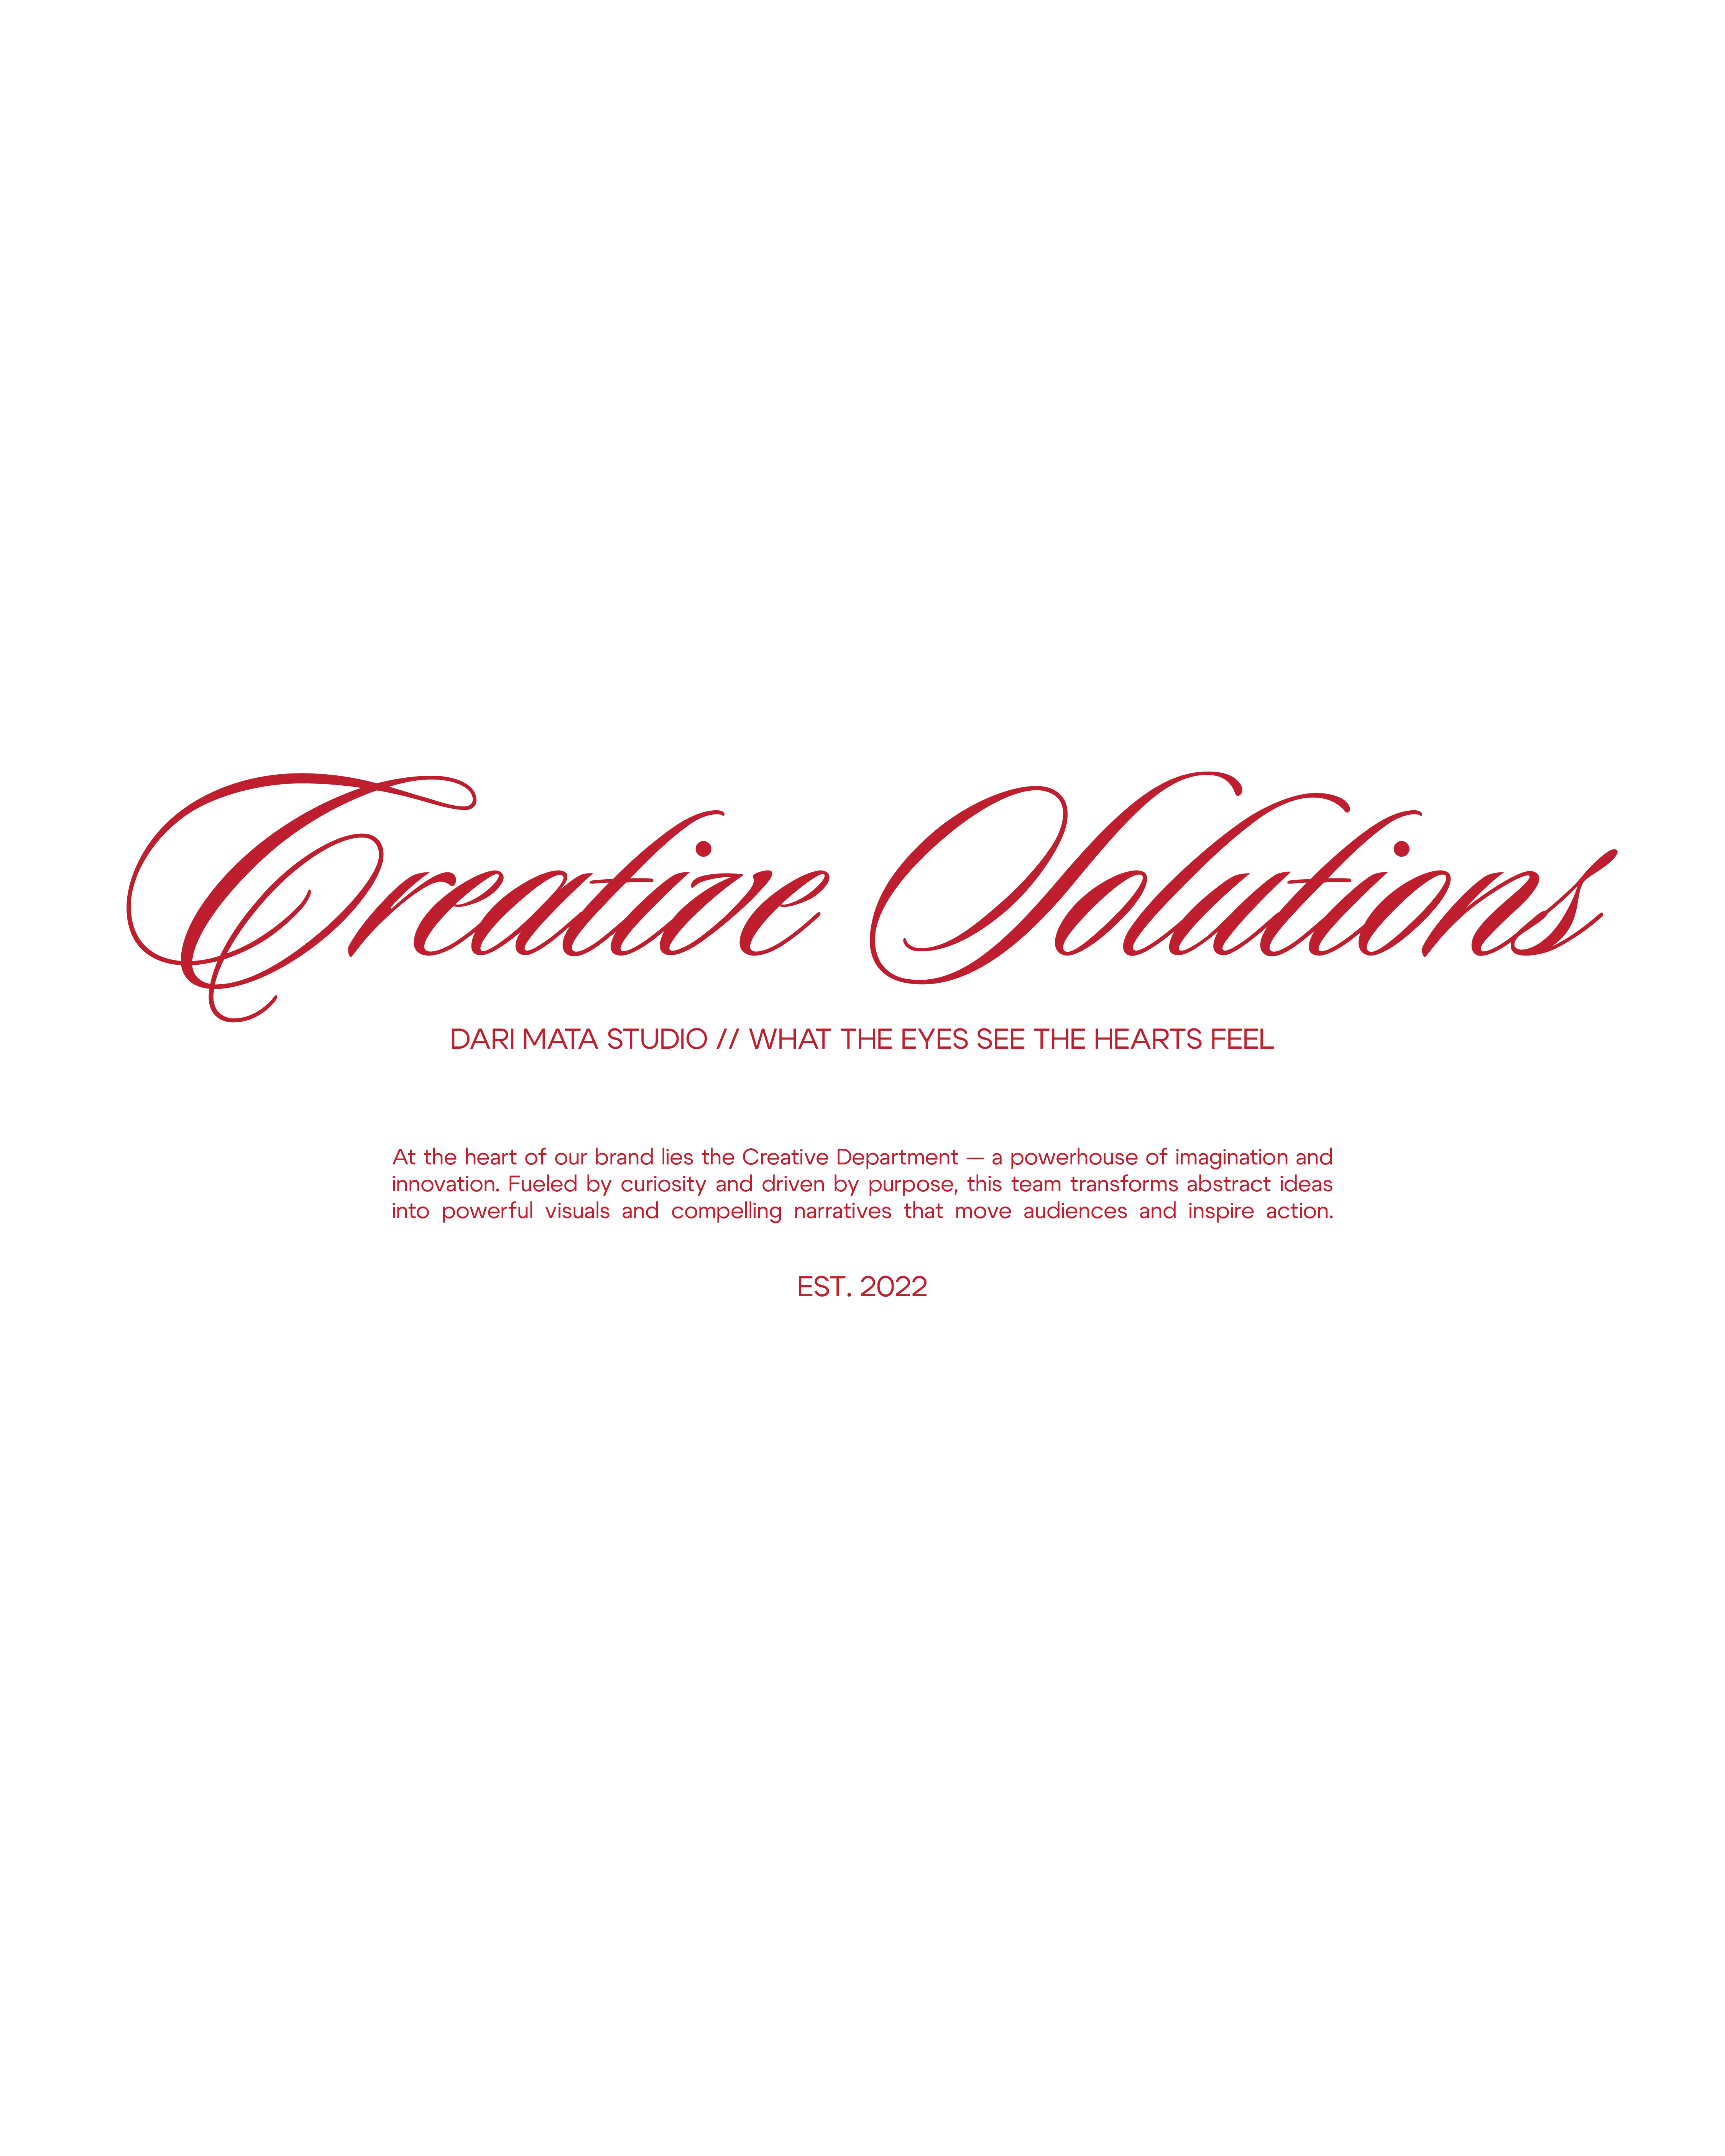 Creative Solutions
DARI MATA STUDIO // WHAT THE EYES SEE THE HEARTS FEEL
At the heart of our brand lies the Creative Department — a powerhouse of imagination and
innovation. Fueled by curiosity and driven by purpose, this team transforms abstract ideas
into powerful visuals and compelling narratives that move audiences and inspire action.
EST. 2022